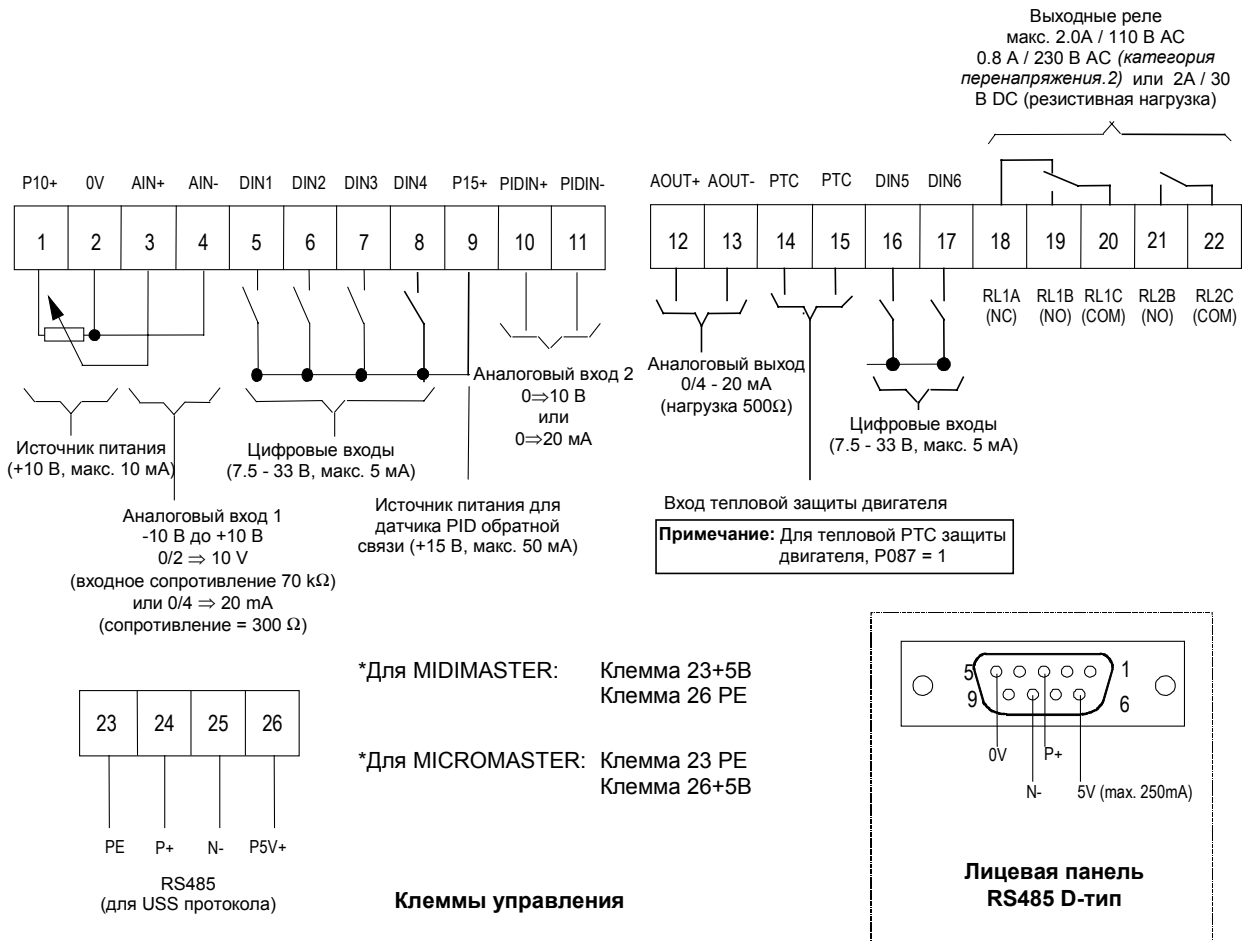 Выходные реле
макс. 2.0А / 110 В АС
0.8 А / 230 В АС (категория
перенапряжения.2) или 2А / 30
В DC (резистивная нагрузка)
P10+ 0V AIN+ AIN- DIN1 DIN2 DIN3 DIN4 P15+ PIDIN+ PIDIN-
1 2 3 4 5 6 7 8 9 10 11
AOUT+ AOUT- PTC PTC DIN5 DIN6
12 13 14 15 16 17 18 19 20 21 22
RL1A RL1B RL1C RL2B RL2C
(NC) (NO) (COM) (NO) (COM)
Источник питания
(+10 В, макс. 10 мА)
Аналоговый вход 1
-10 В до +10 В
0/2 ⇒ 10 V
(входное сопротивление 70 kΩ)
или 0/4 ⇒ 20 mA
(сопротивление = 300 Ω)
Цифровые входы
(7.5 - 33 В, макс. 5 мА)
Источник питания для
датчика PID обратной
связи (+15 В, макс. 50 мА)
Аналоговый вход 2
0⇒10 В
или
0⇒20 мА
Аналоговый выход
0/4 - 20 мА
(нагрузка 500Ω)
Вход тепловой защиты двигателя
Примечание: Для тепловой РТС защиты
двигателя, P087 = 1
Цифровые входы
(7.5 - 33 В, макс. 5 мА)
23 24 25 26
PE P+ N- P5V+
RS485
(для USS протокола)
*Для MIDIMASTER: Клемма 23+5В
Клемма 26 PE
*Для MICROMASTER: Клемма 23 PE
Клемма 26+5В
Клеммы управления
5 1
9 6
0V P+
N- 5V (max. 250mA)
Лицевая панель
RS485 D-тип